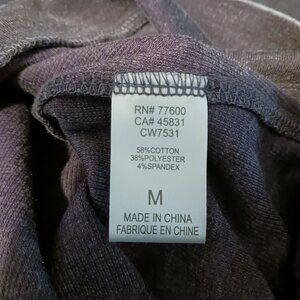 RN# 77600
CA# 45831
CW7531
58%COTTON
38%POLYESTER
4%SPANDEX
M
MADE IN CHINA
FABRIQUE EN CHINE